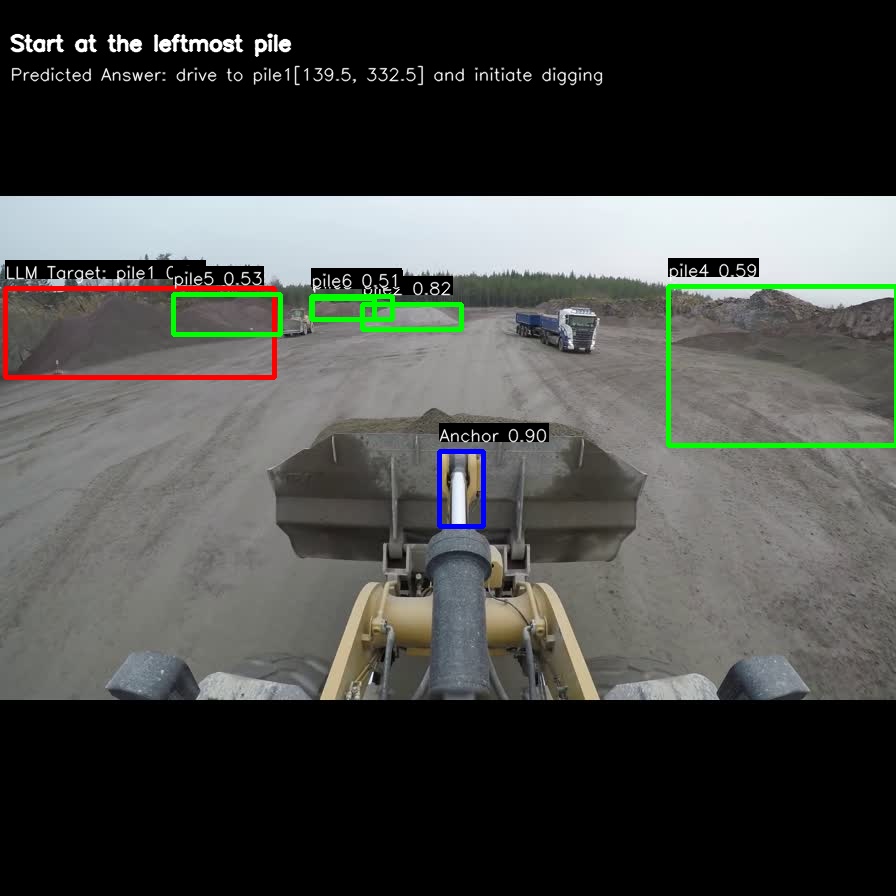 Start at the leftmost pile
Predicted Answer: drive to pile1[139.5, 332.5] and initiate digging
LLM Target: pile1
pile5 0.53
pile6 0.51
0.82
pile4 0.59
Anchor 0.90